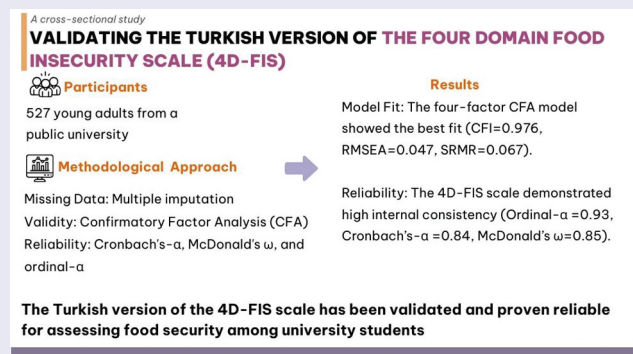 A cross-sectional study
VALIDATING THE TURKISH VERSION OF THE FOUR DOMAIN FOOD
INSECURITY SCALE (4D-FIS)
Participants
527 young adults from a
public university
Methodological Approach
Missing Data: Multiple imputation
Validity: Confirmatory Factor Analysis (CFA)
Reliability: Cronbach's-α, McDonald's ω, and
ordinal-α
Results
Model Fit: The four-factor CFA model
showed the best fit (CFI=0.976,
RMSEA=0.047, SRMR=0.067).
Reliability: The 4D-FIS scale demonstrated
high internal consistency (Ordinal-α =0.93,
Cronbach's-α =0.84, McDonald's ω=0.85).
The Turkish version of the 4D-FIS scale has been validated and proven reliable
for assessing food security among university students